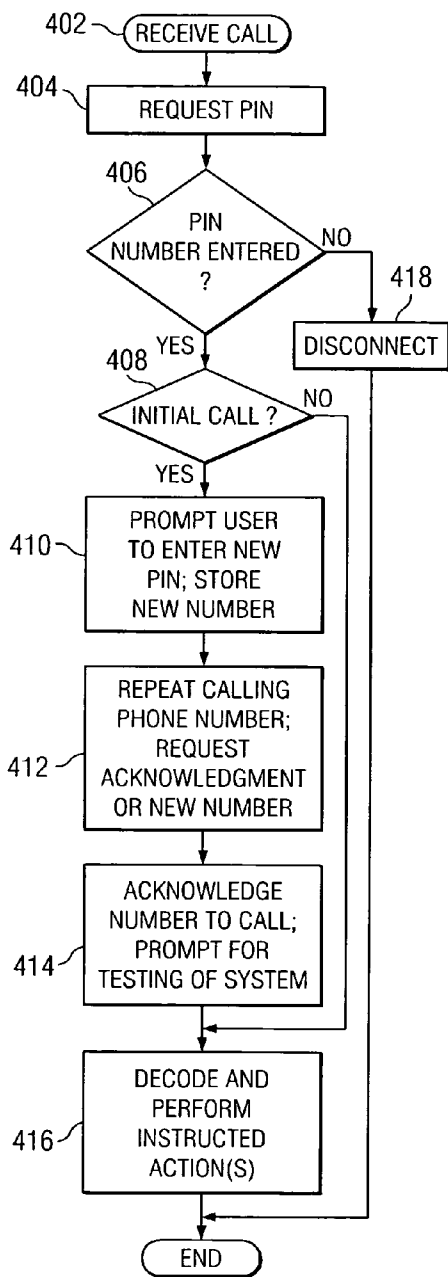 402
RECEIVE CALL
404
REQUEST PIN
406
PIN
NUMBER ENTERED
?
NO
YES
418
DISCONNECT
408
INITIAL CALL ?
NO
YES
410
PROMPT USER
TO ENTER NEW
PIN; STORE
NEW NUMBER
412
REPEAT CALLING
PHONE NUMBER;
REQUEST
ACKNOWLEDGMENT
OR NEW NUMBER
414
ACKNOWLEDGE
NUMBER TO CALL;
PROMPT FOR
TESTING OF SYSTEM
416
DECODE AND
PERFORM
INSTRUCTED
ACTION(S)
END